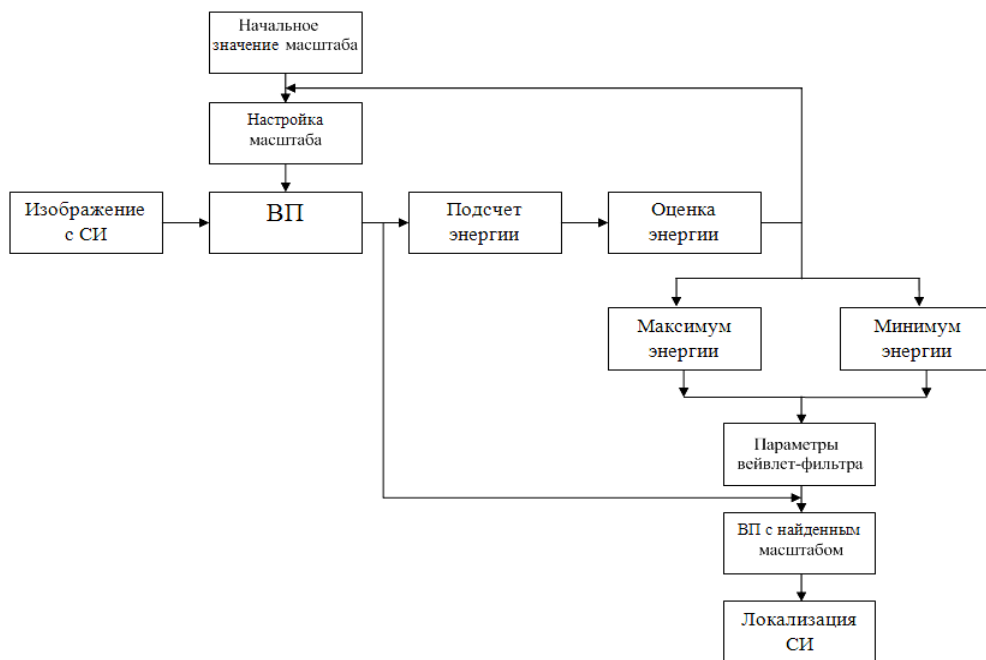 Начальное
значение масштаба
Настройка
масштаба
Изображение
с СИ
ВП
Подсчет
энергии
Оценка
энергии
Максимум
энергии
Минимум
энергии
Параметры
вейвлет-фильтра
ВП с найденным
масштабом
Локализация
СИ